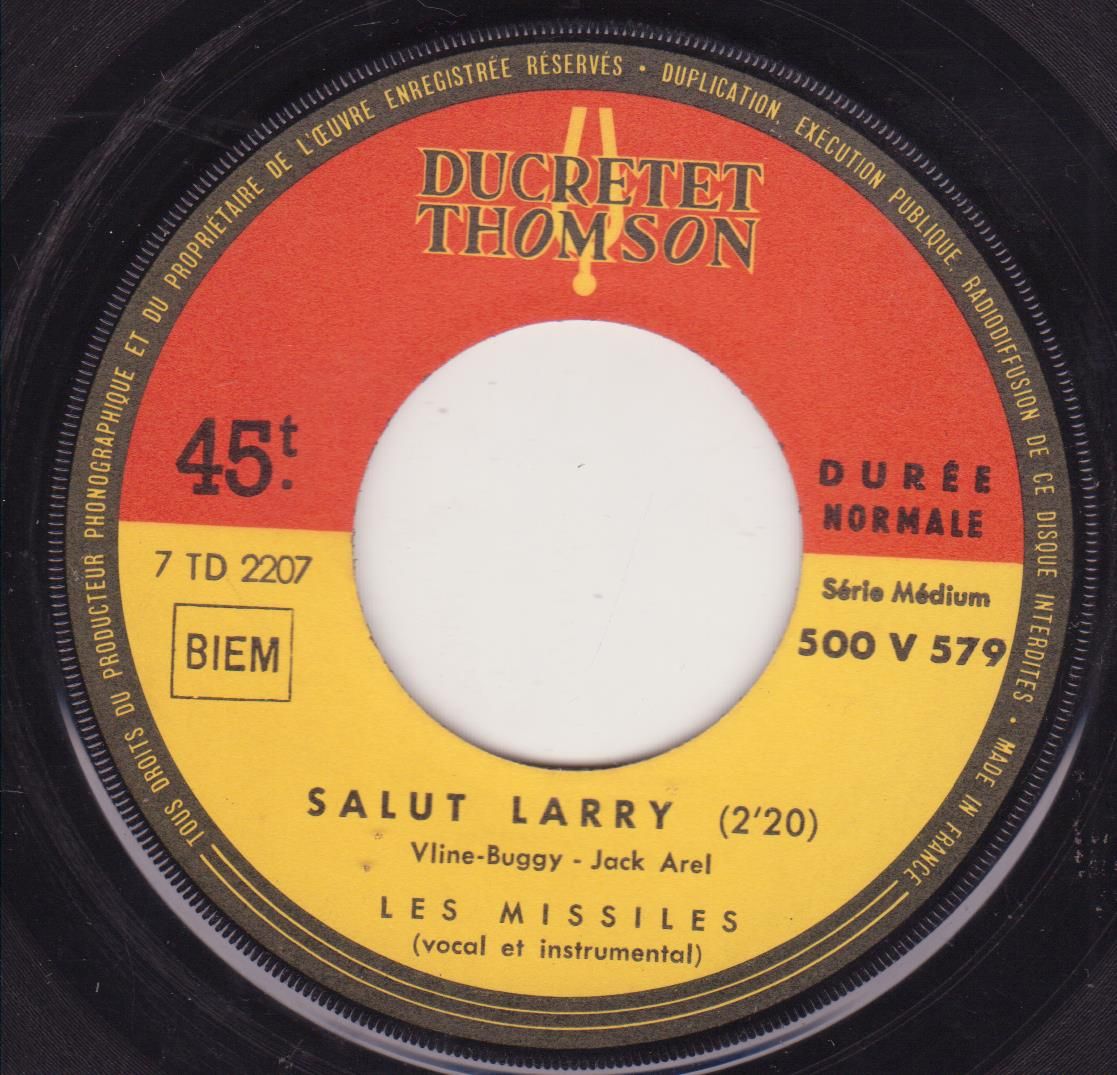 TOUS DROITS DU PRODUCTEUR PHONOGRAPHIQUE ET DU PROPRIÉTAIRE DE L'ŒUVRE ENREGISTRÉE RÉSERVÉS • DUPLICATION, EXÉCUTION PUBLIQUE, RADIODIFFUSION DE CE DISQUE INTERDITES • MADE IN FRANCE
DUCRETET
THOMSON
45t.
DURÉE
NORMALE
7 TD 2207
BIEM
Série Médium
500 V 579
SALUT LARRY (2'20)
Vline-Buggy - Jack Arel
LES MISSILES
(vocal et instrumental)